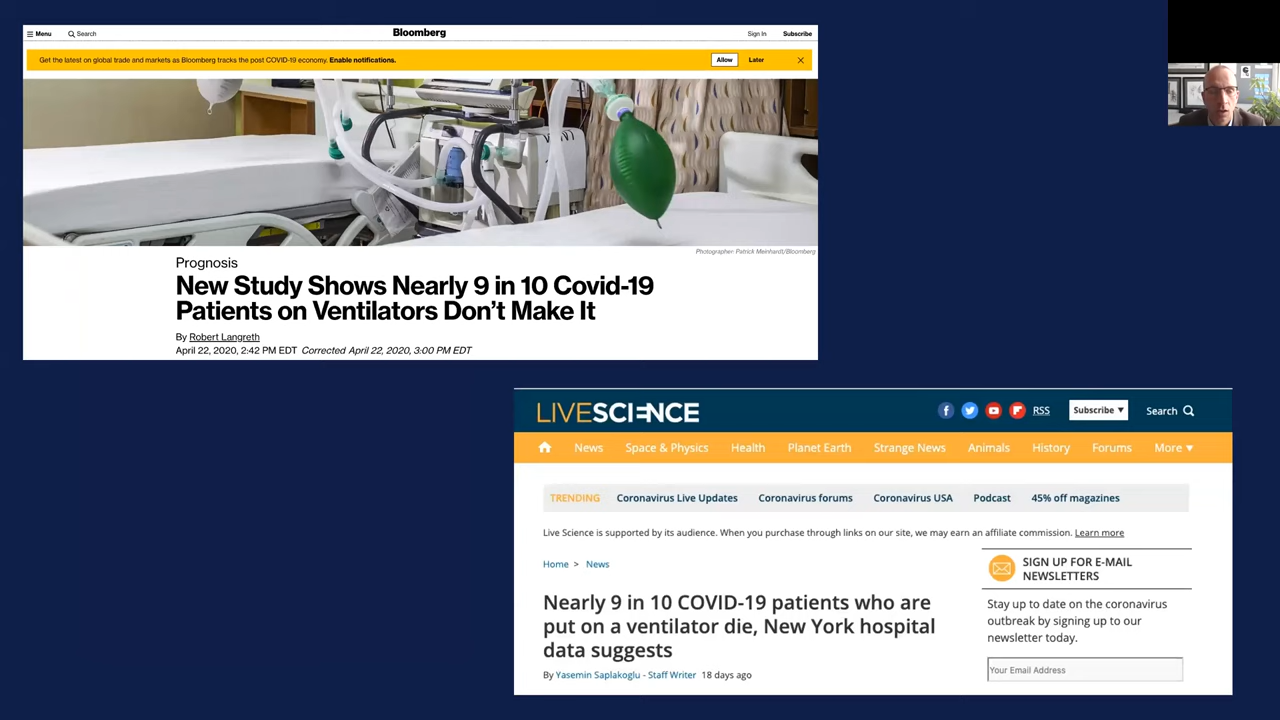 Menu
Search
Bloomberg
Sign In
Subscribe
Get the latest on global trade and markets as Bloomberg tracks the post COVID-19 economy. Enable notifications.
Allow
Later
Photographer: Patrick Meinhardt/Bloomberg
Prognosis
New Study Shows Nearly 9 in 10 Covid-19
Patients on Ventilators Don’t Make It
By Robert Langreth
April 22, 2020, 2:42 PM EDT Corrected April 22, 2020, 3:00 PM EDT
LIVESCIENCE
RSS
Subscribe
Search
News
Space & Physics
Health
Planet Earth
Strange News
Animals
History
Forums
More
TRENDING
Coronavirus Live Updates
Coronavirus forums
Coronavirus USA
Podcast
45% off magazines
Live Science is supported by its audience. When you purchase through links on our site, we may earn an affiliate commission. Learn more
Home > News
Nearly 9 in 10 COVID-19 patients who are
put on a ventilator die, New York hospital
data suggests
By Yasemin Saplakoglu - Staff Writer 18 days ago
SIGN UP FOR E-MAIL
NEWSLETTERS
Stay up to date on the coronavirus
outbreak by signing up to our
newsletter today.
Your Email Address